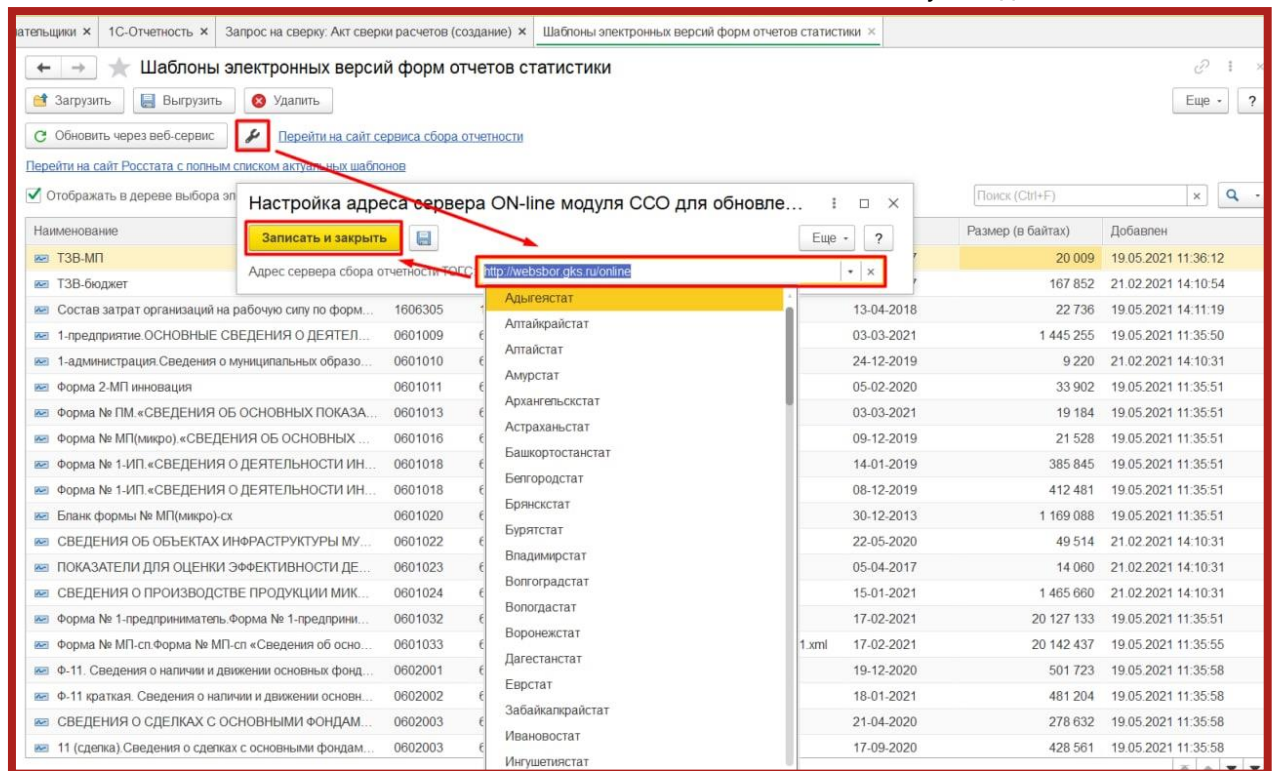 ательщики × 1С-Отчетность × Запрос на сверку: Акт сверки расчетов (создание) × Шаблоны электронных версий форм отчетов статистики ×
Шаблоны электронных версий форм отчетов статистики
Загрузить Выгрузить Удалить Еще ?
Обновить через веб-сервис Перейти на сайт сервиса сбора отчетности
Перейти на сайт Росстата с полным списком актуальных шаблонов
Отображать в дереве выбора эл Поиск (Ctrl+F) ×
Настройка адреса сервера ON-line модуля ССО для обновле...
Записать и закрыть Еще ?
Адрес сервера сбора отчетности ТОГС http://websbor.gks.ru/online
Адыгеястат
Алтайкрайстат
Алтайстат
Амурстат
Архангельскстат
Астраханьстат
Башкортостанстат
Белгородстат
Брянскстат
Бурятстат
Владимирстат
Волгоградстат
Вологдастат
Воронежстат
Дагестанстат
Еврстат
Забайкалкрайстат
Ивановостат
Ингушетиястат
Наименование Размер (в байтах) Добавлен
ТЗВ-МП 20 009 19.05.2021 11:36:12
ТЗВ-бюджет 167 852 21.02.2021 14:10:54
Состав затрат организаций на рабочую силу по форм... 1606305 13-04-2018 22 736 19.05.2021 14:11:19
1-предприятие.ОСНОВНЫЕ СВЕДЕНИЯ О ДЕЯТЕЛ... 0601009 03-03-2021 1 445 255 19.05.2021 11:35:50
1-администрация.Сведения о муниципальных образо... 0601010 24-12-2019 9 220 21.02.2021 14:10:31
Форма 2-МП инновация 0601011 05-02-2020 33 902 19.05.2021 11:35:51
Форма № ПМ.«СВЕДЕНИЯ ОБ ОСНОВНЫХ ПОКАЗА... 0601013 03-03-2021 19 184 19.05.2021 11:35:51
Форма № МП(микро).«СВЕДЕНИЯ ОБ ОСНОВНЫХ ... 0601016 09-12-2019 21 528 19.05.2021 11:35:51
Форма № 1-ИП.«СВЕДЕНИЯ О ДЕЯТЕЛЬНОСТИ ИН... 0601018 14-01-2019 385 845 19.05.2021 11:35:51
Форма № 1-ИП.«СВЕДЕНИЯ О ДЕЯТЕЛЬНОСТИ ИН... 0601018 08-12-2019 412 481 19.05.2021 11:35:51
Бланк формы № МП(микро)-сх 0601020 30-12-2013 1 169 088 19.05.2021 11:35:51
СВЕДЕНИЯ ОБ ОБЪЕКТАХ ИНФРАСТРУКТУРЫ МУ... 0601022 22-05-2020 49 514 21.02.2021 14:10:31
ПОКАЗАТЕЛИ ДЛЯ ОЦЕНКИ ЭФФЕКТИВНОСТИ ДЕ... 0601023 05-04-2017 14 060 21.02.2021 14:10:31
СВЕДЕНИЯ О ПРОИЗВОДСТВЕ ПРОДУКЦИИ МИК... 0601024 15-01-2021 1 465 660 21.02.2021 14:10:31
Форма № 1-предприниматель.Форма № 1-предприни... 0601032 17-02-2021 20 127 133 19.05.2021 11:35:51
Форма № МП-сп.Форма № МП-сп «Сведения об осно... 0601033 1.xml 17-02-2021 20 142 437 19.05.2021 11:35:55
Ф-11. Сведения о наличии и движении основных фонд... 0602001 19-12-2020 501 723 19.05.2021 11:35:58
Ф-11 краткая. Сведения о наличии и движении основн... 0602002 18-01-2021 481 204 19.05.2021 11:35:58
СВЕДЕНИЯ О СДЕЛКАХ С ОСНОВНЫМИ ФОНДАМ... 0602003 21-04-2020 278 632 19.05.2021 11:35:58
11 (сделка).Сведения о сделках с основными фондам... 0602003 17-09-2020 428 561 19.05.2021 11:35:58